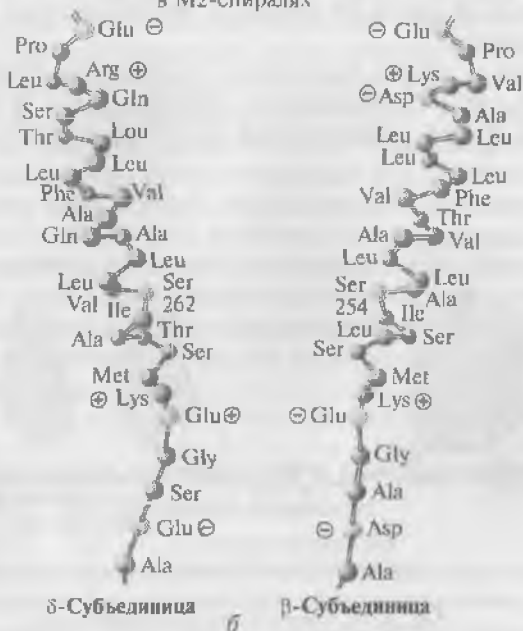 в М2-спиралях
Glu ⊖
Pro
Arg ⊕
Leu
Gln
Ser
Thr
Lou
Leu
Leu
Phe
Val
Ala
Gln
Ala
Leu
Leu
Ser
Val
Ile
262
Ala
Thr
Ser
Met
⊕ Lys
Glu ⊕
Gly
Ser
Glu ⊖
Ala
δ-Субъединица
⊖ Glu
Pro
⊕ Lys
Val
⊖ Asp
Ala
Leu
Leu
Leu
Leu
Phe
Val
Thr
Ala
Val
Leu
Leu
Ser
Ala
254
Ile
Leu
Ser
Ser
Met
Lys ⊕
⊖ Glu
Gly
Ala
⊖ Asp
Ala
β-Субъединица
б